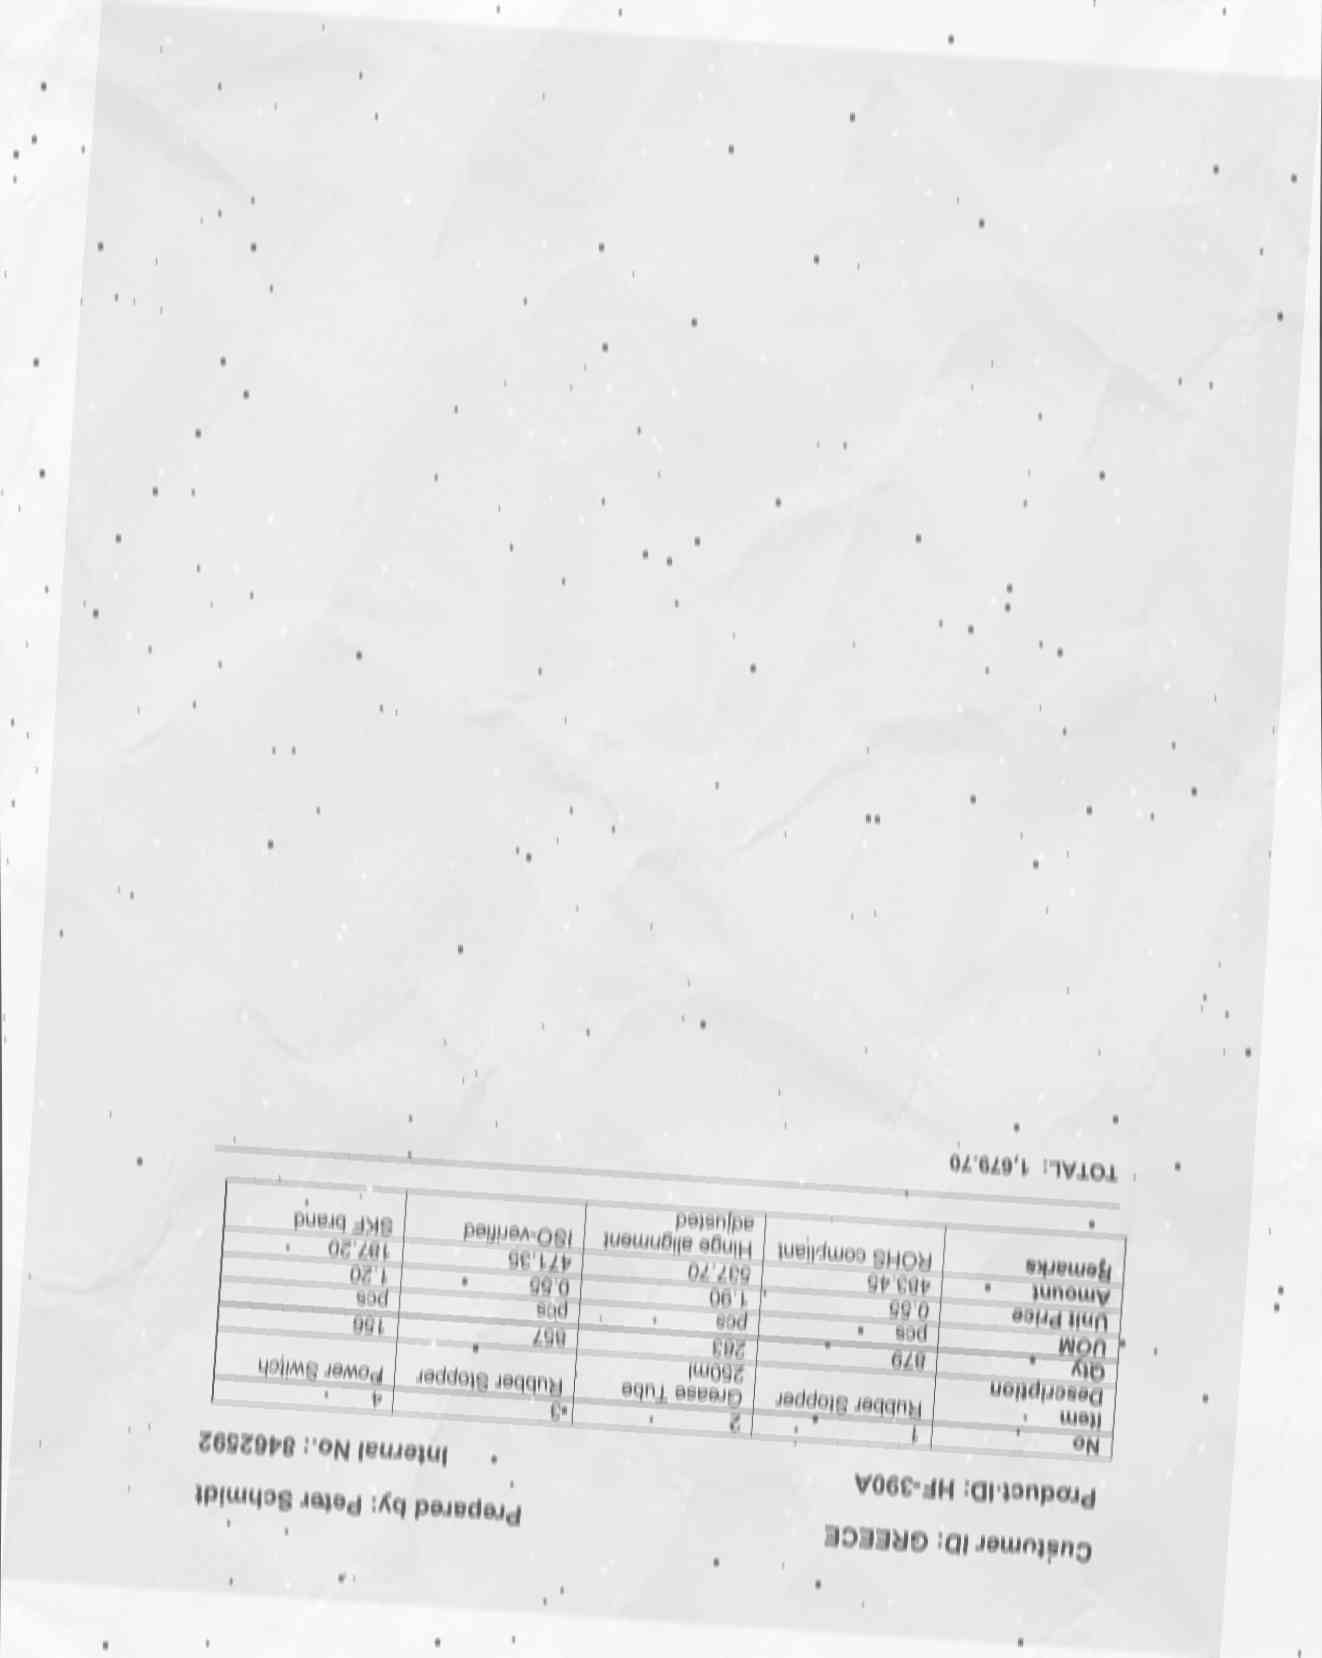 Customer ID: GREECE Prepared by: Peter Schmidt
Product ID: HF-390A Internal No.: 8462592
No 1 2 3 4
Item Rubber Stopper Grease Tube Rubber Stopper Power Switch
Description 250ml
Qty 879 283 857 156
UOM pcs pcs pcs pcs
Unit Price 0.55 1.90 0.55 1.20
Amount 483.45 537.70 471.35 187.20
Remarks ROHS compliant Hinge alignment ISO-verified SKF brand
adjusted
TOTAL: 1,679.70